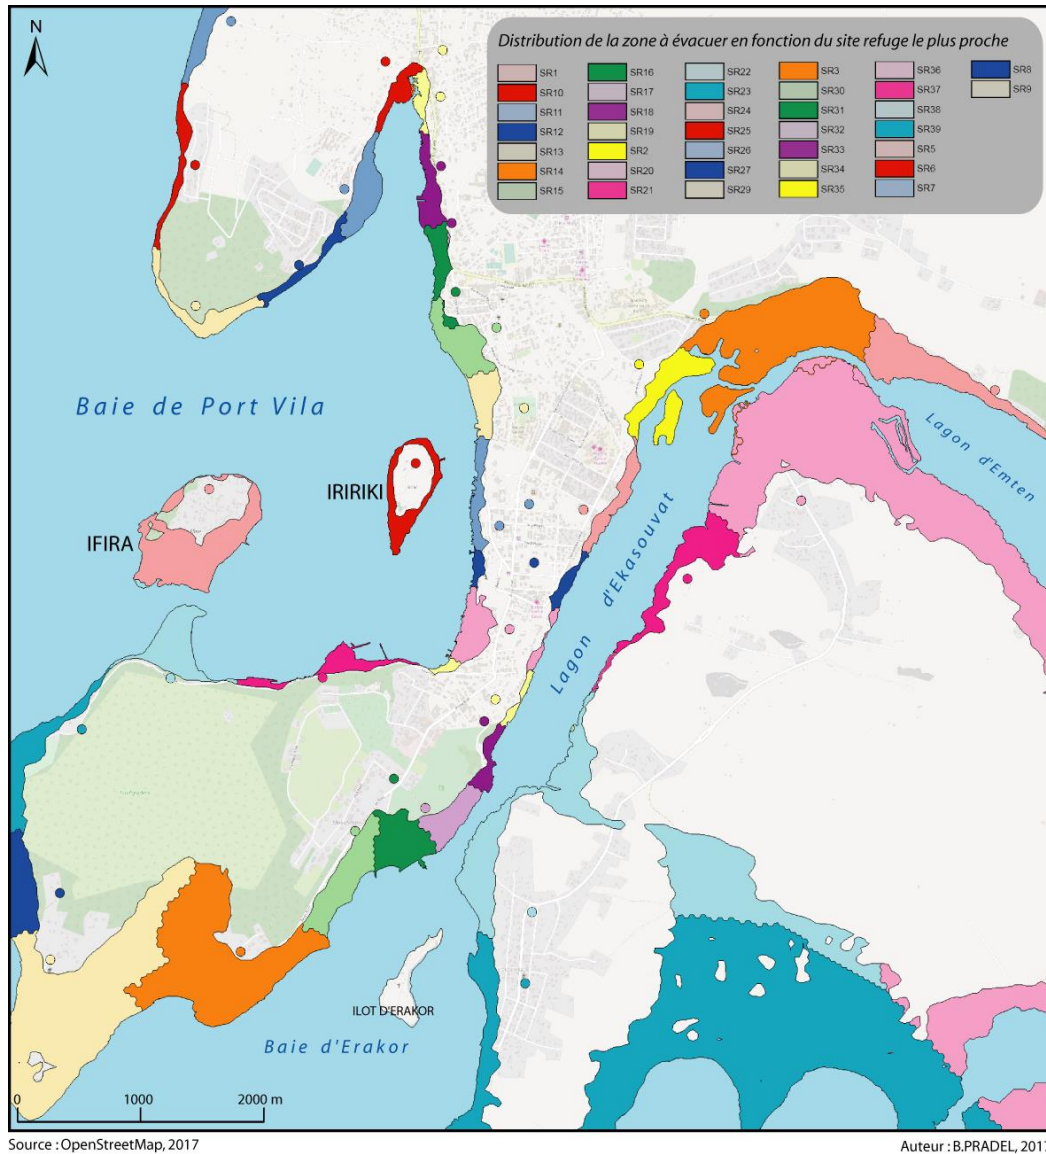 N
Distribution de la zone à évacuer en fonction du site refuge le plus proche
SR1
SR10
SR11
SR12
SR13
SR14
SR15
SR16
SR17
SR18
SR19
SR2
SR20
SR21
SR22
SR23
SR24
SR25
SR26
SR27
SR29
SR3
SR30
SR31
SR32
SR33
SR34
SR35
SR36
SR37
SR38
SR39
SR5
SR6
SR7
SR8
SR9
Baie de Port Vila
IRIRIKI
IFIRA
Lagon d'Emten
Lagon d'Ekasouvat
ILOT D'ERAKOR
Baie d'Erakor
0 1000 2000 m
Source : OpenStreetMap, 2017
Auteur : B.PRADEL, 2017